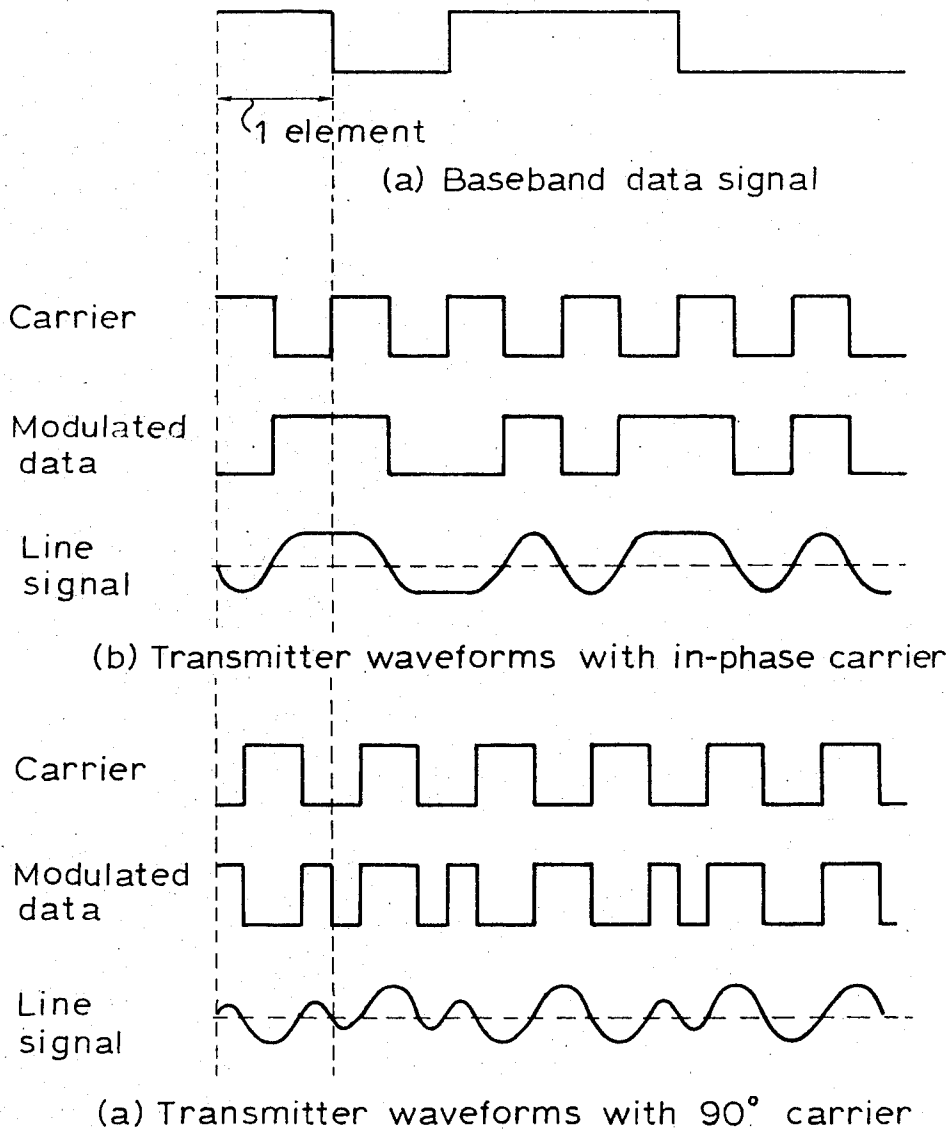 1 element
(a) Baseband data signal
Carrier
Modulated
data
Line
signal
(b) Transmitter waveforms with in-phase carrier
Carrier
Modulated
data
Line
signal
(a) Transmitter waveforms with 90° carrier